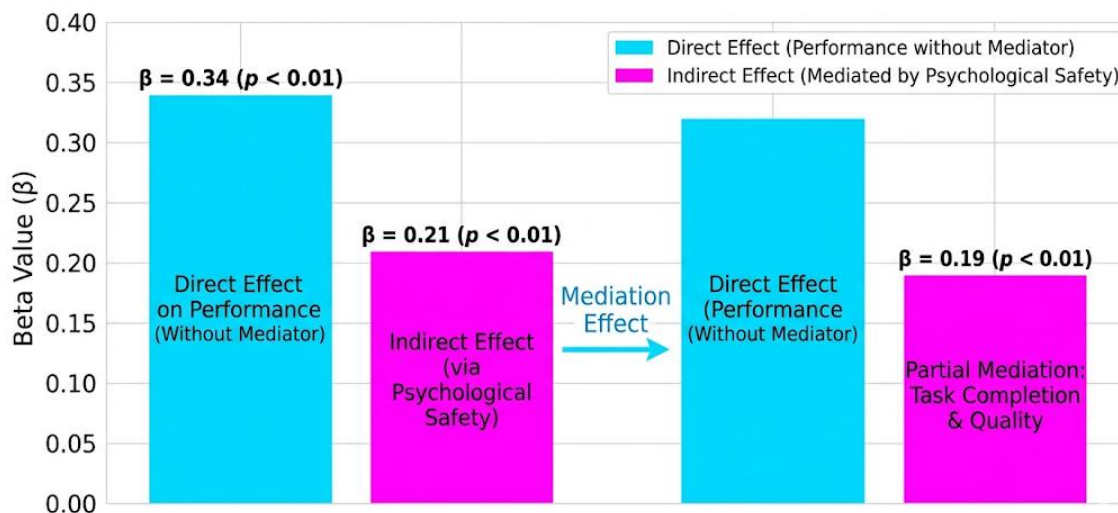 Beta Value (β)
0.40
0.35
0.30
0.25
0.20
0.15
0.10
0.05
0.00
Direct Effect (Performance without Mediator)
Indirect Effect (Mediated by Psychological Safety)
β = 0.34 (p < 0.01)
Direct Effect
on Performance
(Without Mediator)
β = 0.21 (p < 0.01)
Indirect Effect
(via
Psychological
Safety)
Mediation
Effect
Direct Effect
(Performance
(Without Mediator)
β = 0.19 (p < 0.01)
Partial Mediation:
Task Completion
& Quality